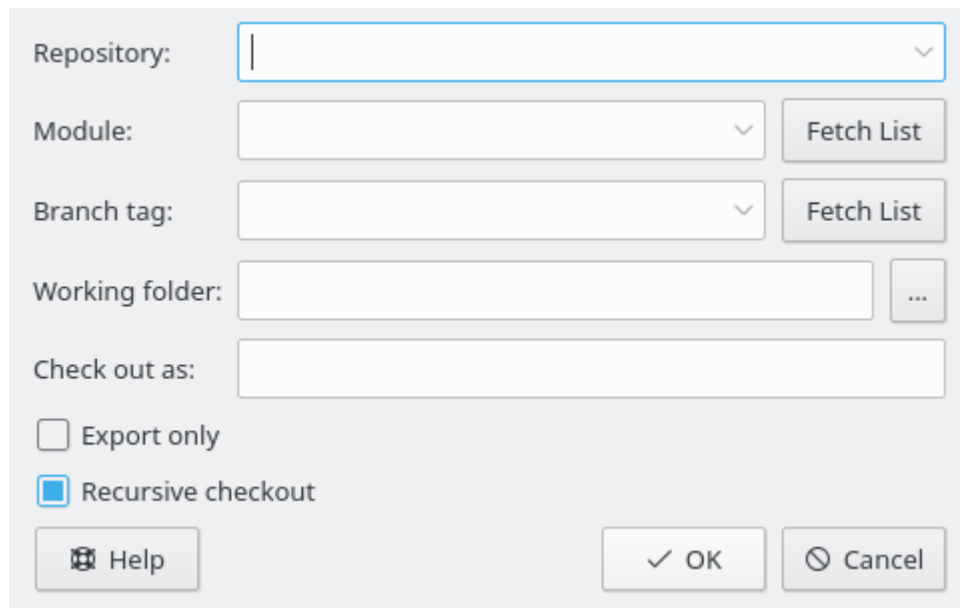 Repository:
Module: Fetch List
Branch tag: Fetch List
Working folder: ...
Check out as:
Export only
Recursive checkout
Help OK Cancel